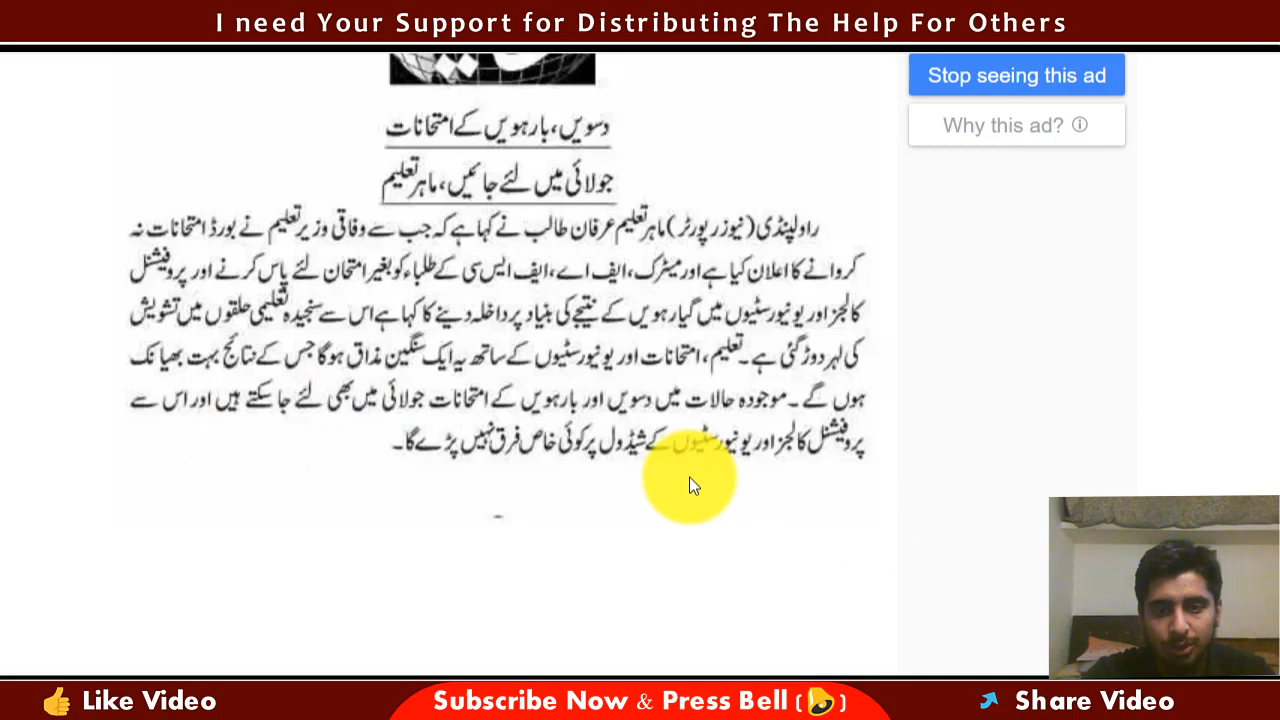 I need Your Support for Distributing The Help For Others
Stop seeing this ad
Why this ad?
دسویں، بارہویں کے امتحانات
جولائی میں لئے جائیں، ماہر تعلیم
راولپنڈی (نیوز رپورٹر) ماہر تعلیم عرفان طالب نے کہا ہے کہ جب سے وفاقی وزیر تعلیم نے بورڈ امتحانات نہ
کروانے کا اعلان کیا ہے اور میٹرک، ایف اے، ایف ایس سی کے طلباء کو بغیر امتحان لئے پاس کرنے اور پروفیشنل
کالجز اور یونیورسٹیوں میں گیارہویں کے نتیجے کی بنیاد پر داخلہ دینے کا کہا ہے اس سے سنجیدہ تعلیمی حلقوں میں تشویش
کی لہر دوڑ گئی ہے۔ تعلیم، امتحانات اور یونیورسٹیوں کے ساتھ یہ ایک سنگین مذاق ہوگا جس کے نتائج بہت بھیانک
ہوں گے۔ موجودہ حالات میں دسویں اور بارہویں کے امتحانات جولائی میں بھی لئے جا سکتے ہیں اور اس سے
پروفیشنل کالجز اور یونیورسٹیوں کے شیڈول پر کوئی خاص فرق نہیں پڑے گا۔
Like Video
Subscribe Now & Press Bell ( )
Share Video